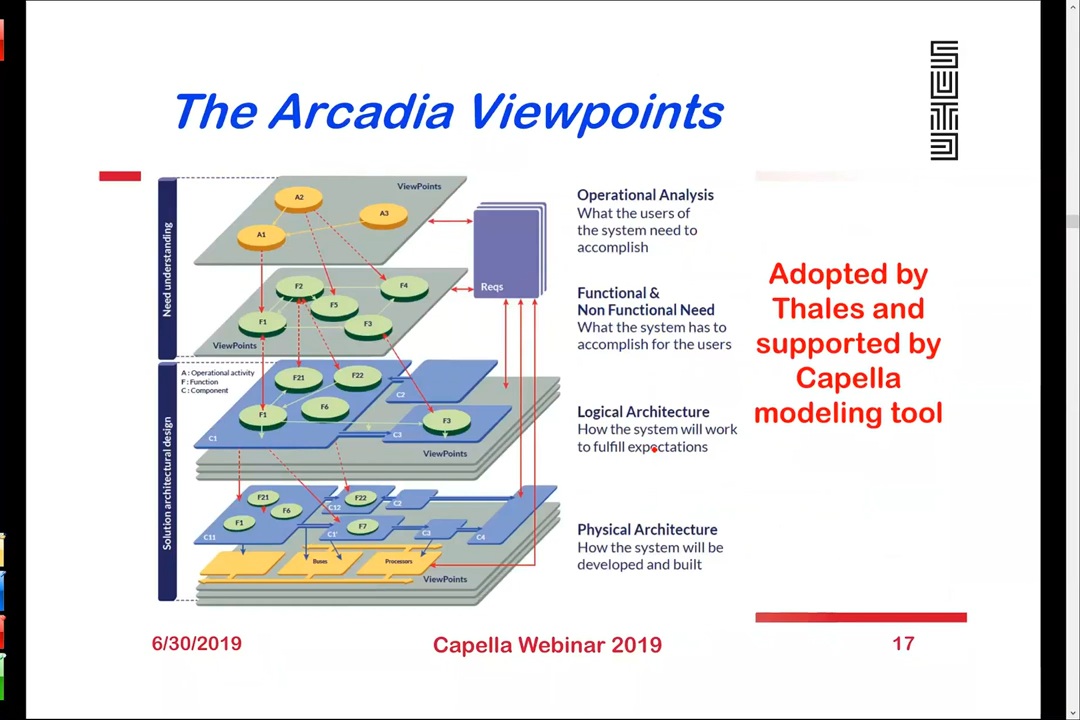 The Arcadia Viewpoints
SUTD
Need understanding
ViewPoints
A2
A3
A1
Reqs
Operational Analysis
What the users of
the system need to
accomplish
F2
F4
F5
F1
F3
ViewPoints
Functional &
Non Functional Need
What the system has to
accomplish for the users
Adopted by
Thales and
supported by
Capella
modeling tool
Solution architectural design
A : Operational activity
F : Function
C : Component
F21
F22
C2
F6
F1
F3
C1
C3
ViewPoints
Logical Architecture
How the system will work
to fulfill expectations
F21
F22
F6
C12
C2
F1
F7
C11
C1'
C3
C4
Buses
Processors
ViewPoints
Physical Architecture
How the system will be
developed and built
6/30/2019
Capella Webinar 2019
17